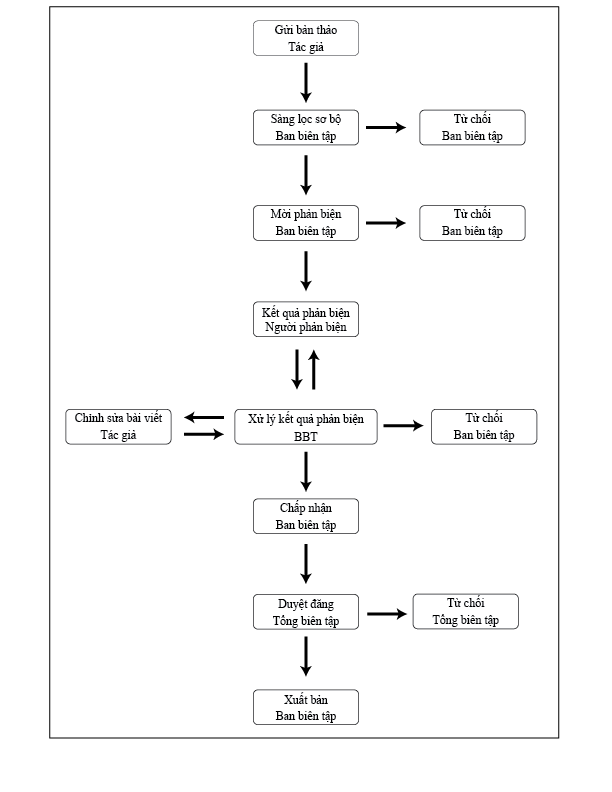 Gửi bản thảo
Tác giả
Sàng lọc sơ bộ
Ban biên tập
Từ chối
Ban biên tập
Mời phản biện
Ban biên tập
Từ chối
Ban biên tập
Kết quả phản biện
Người phản biện
Chỉnh sửa bài viết
Tác giả
Xử lý kết quả phản biện
BBT
Từ chối
Ban biên tập
Chấp nhận
Ban biên tập
Duyệt đăng
Tổng biên tập
Từ chối
Tổng biên tập
Xuất bản
Ban biên tập